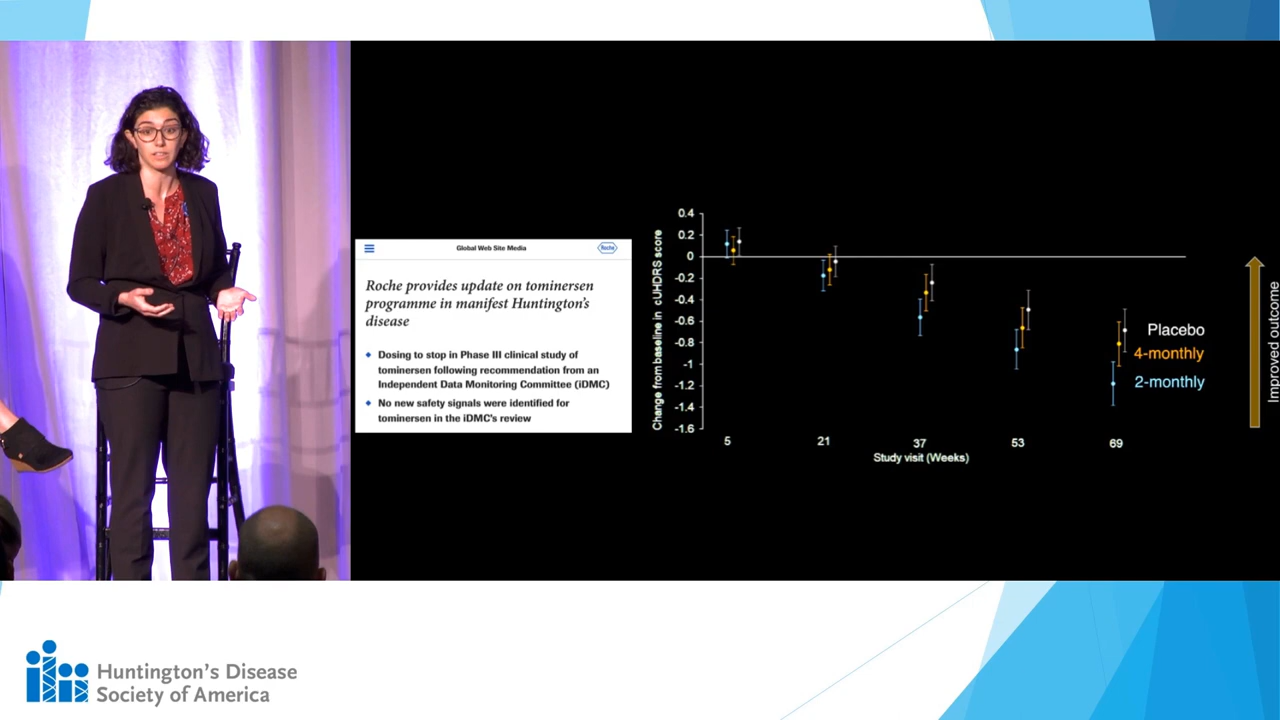 Global Web Site Media
Roche
Roche provides update on tominersen
programme in manifest Huntington's
disease
Dosing to stop in Phase III clinical study of
tominersen following recommendation from an
Independent Data Monitoring Committee (iDMC)
No new safety signals were identified for
tominersen in the iDMC's review
Change from baseline in cUHDRS score
0.4
0.2
0
-0.2
-0.4
-0.6
-0.8
-1
-1.2
-1.4
-1.6
5
21
37
53
69
Study visit (Weeks)
Placebo
4-monthly
2-monthly
Improved outcome
Huntington's Disease
Society of America